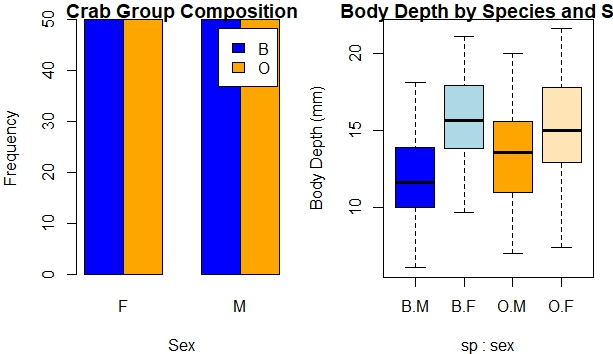 Crab Group Composition
Frequency
0
10
20
30
40
50
B
O
F
M
Sex
Body Depth by Species and S
Body Depth (mm)
10
15
20
B.M
B.F
O.M
O.F
sp : sex